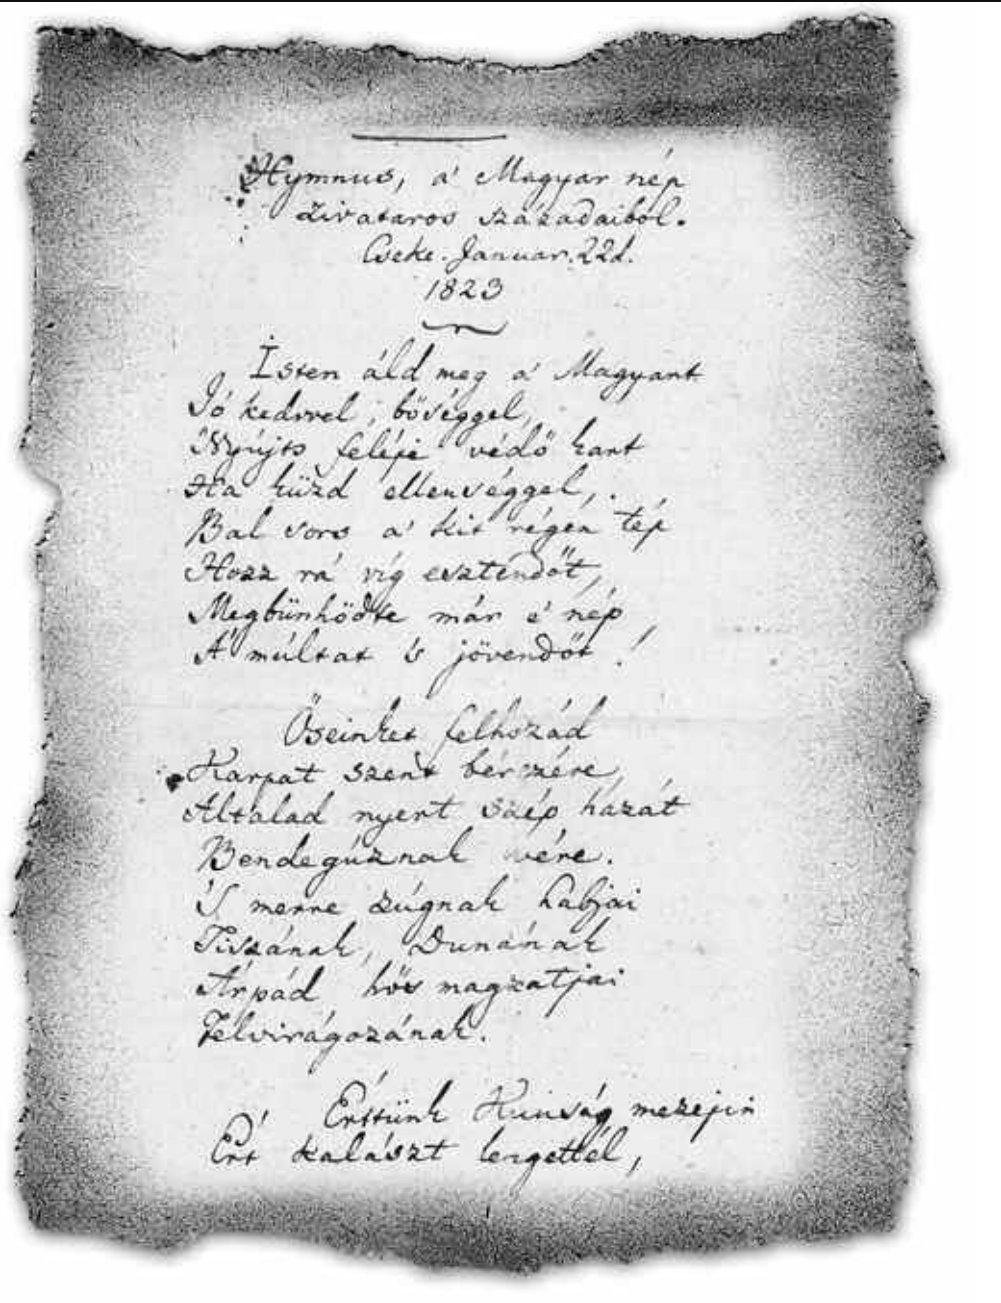 Hymnus, a' Magyar nép
zivataros századaiból.
Cseke. Januar. 22d.
1823
Isten áld meg a' Magyart
Jó kedvvel, bőséggel,
Nyújts feléje védő kart
Ha küzd ellenséggel,
Bal sors a' kit régen tép
Hozz rá víg esztendőt,
Megbűnhődte már e' nép
A' múltat 's jövendőt!
Őseinket felhozád
Kárpát szent bérczére,
Általad nyert szép hazát
Bendegúznak vére.
'S merre zúgnak habjai
Tiszának, Dunának
Árpád hős magzatjai
Felvirágozának.
Értünk Kunság mezejin
Ért kalászt lengettél,